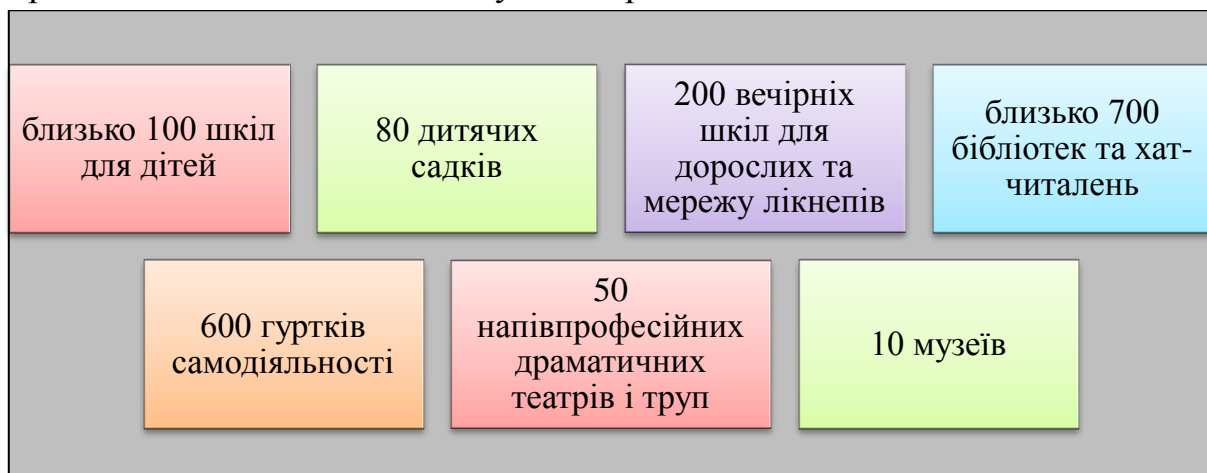 близько 100 шкіл
для дітей
80 дитячих
садків
200 вечірніх
шкіл для
дорослих та
мережу лікнепів
близько 700
бібліотек та хат-
читалень
600 гуртків
самодіяльності
50
напівпрофесійних
драматичних
театрів і труп
10 музеїв